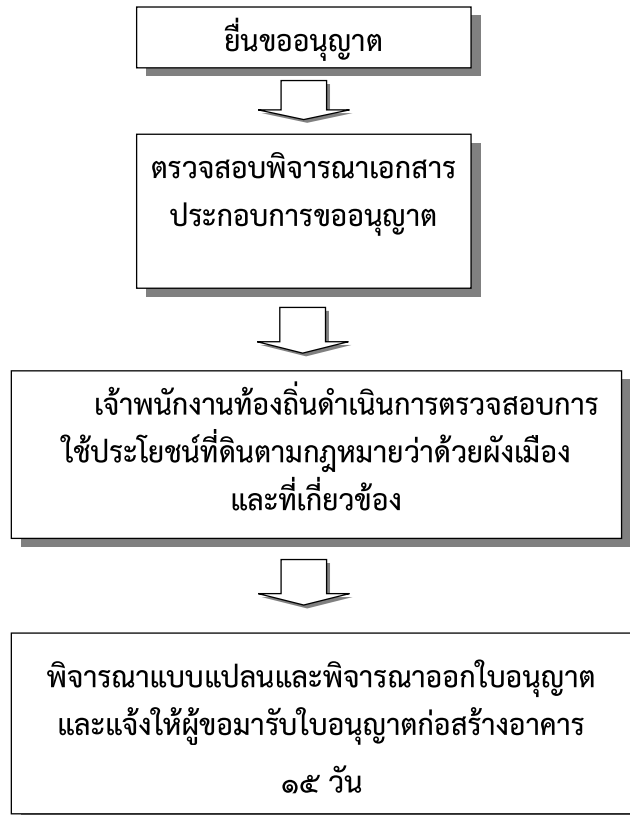 ยื่นขออนุญาต
ตรวจสอบพิจารณาเอกสาร
ประกอบการขออนุญาต
เจ้าพนักงานท้องถิ่นดำเนินการตรวจสอบการ
ใช้ประโยชน์ที่ดินตามกฎหมายว่าด้วยผังเมือง
และที่เกี่ยวข้อง
พิจารณาแบบแปลนและพิจารณาออกใบอนุญาต
และแจ้งให้ผู้ขอมารับใบอนุญาตก่อสร้างอาคาร
๑๕ วัน